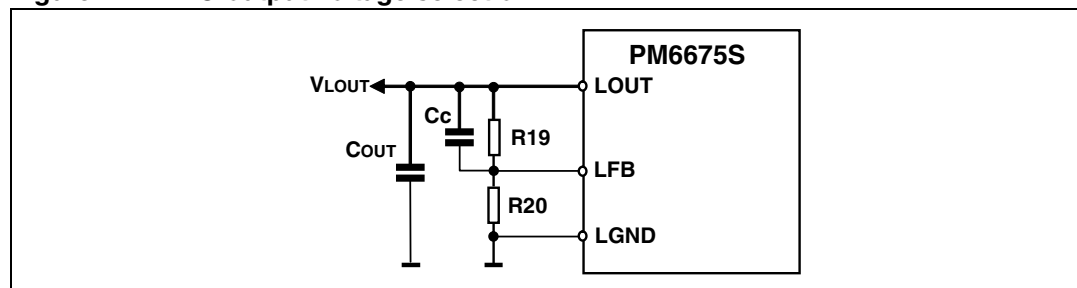 PM6675S
VLOUT
LOUT
Cc
R19
COUT
LFB
R20
LGND